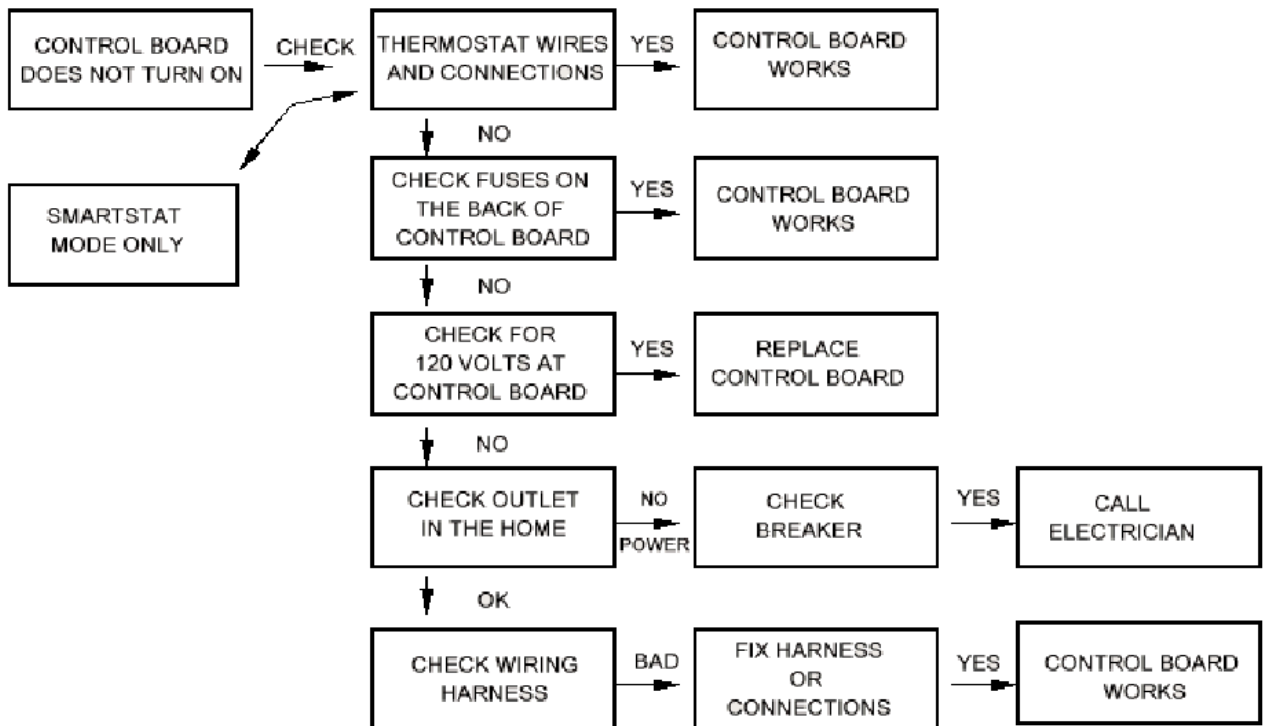 CONTROL BOARD
DOES NOT TURN ON
CHECK
THERMOSTAT WIRES
AND CONNECTIONS
YES
CONTROL BOARD
WORKS
SMARTSTAT
MODE ONLY
NO
CHECK FUSES ON
THE BACK OF
CONTROL BOARD
YES
CONTROL BOARD
WORKS
NO
CHECK FOR
120 VOLTS AT
CONTROL BOARD
YES
REPLACE
CONTROL BOARD
NO
CHECK OUTLET
IN THE HOME
NO
POWER
CHECK
BREAKER
YES
CALL
ELECTRICIAN
OK
CHECK WIRING
HARNESS
BAD
FIX HARNESS
OR
CONNECTIONS
YES
CONTROL BOARD
WORKS